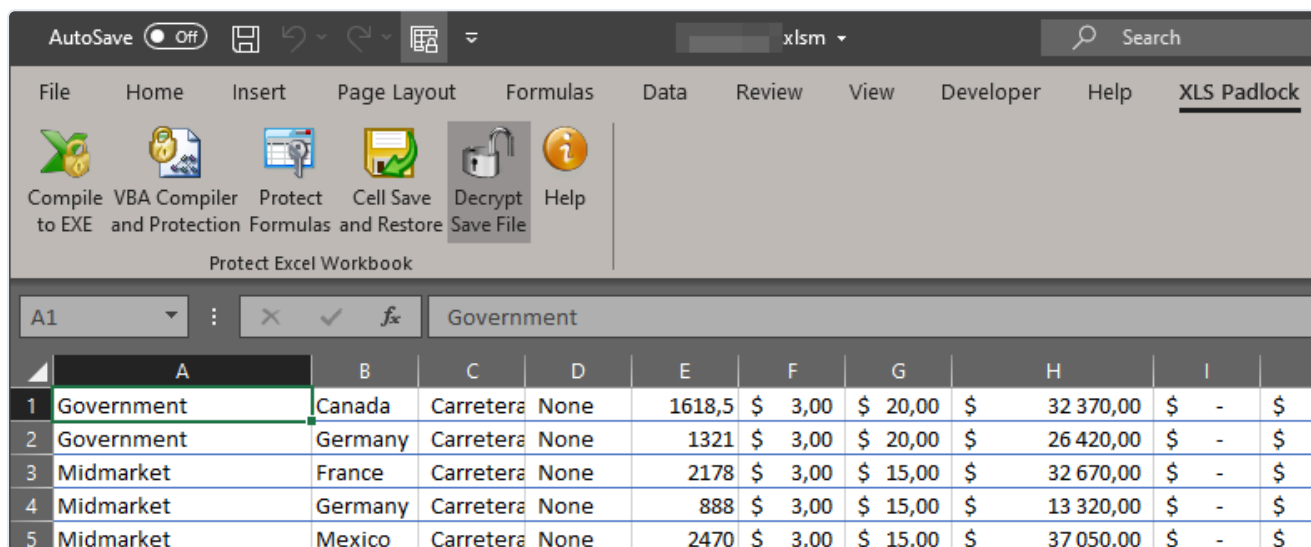 AutoSave Off xlsm Search
File Home Insert Page Layout Formulas Data Review View Developer Help XLS Padlock
Compile VBA Compiler Protect Cell Save Decrypt Help
to EXE and Protection Formulas and Restore Save File
Protect Excel Workbook
A1 fx Government
A B C D E F G H I
1 Government Canada Carretera None 1618,5 $ 3,00 $ 20,00 $ 32 370,00 $ - $
2 Government Germany Carretera None 1321 $ 3,00 $ 20,00 $ 26 420,00 $ - $
3 Midmarket France Carretera None 2178 $ 3,00 $ 15,00 $ 32 670,00 $ - $
4 Midmarket Germany Carretera None 888 $ 3,00 $ 15,00 $ 13 320,00 $ - $
5 Midmarket Mexico Carretera None 2470 $ 3,00 $ 15,00 $ 37 050,00 $ - $